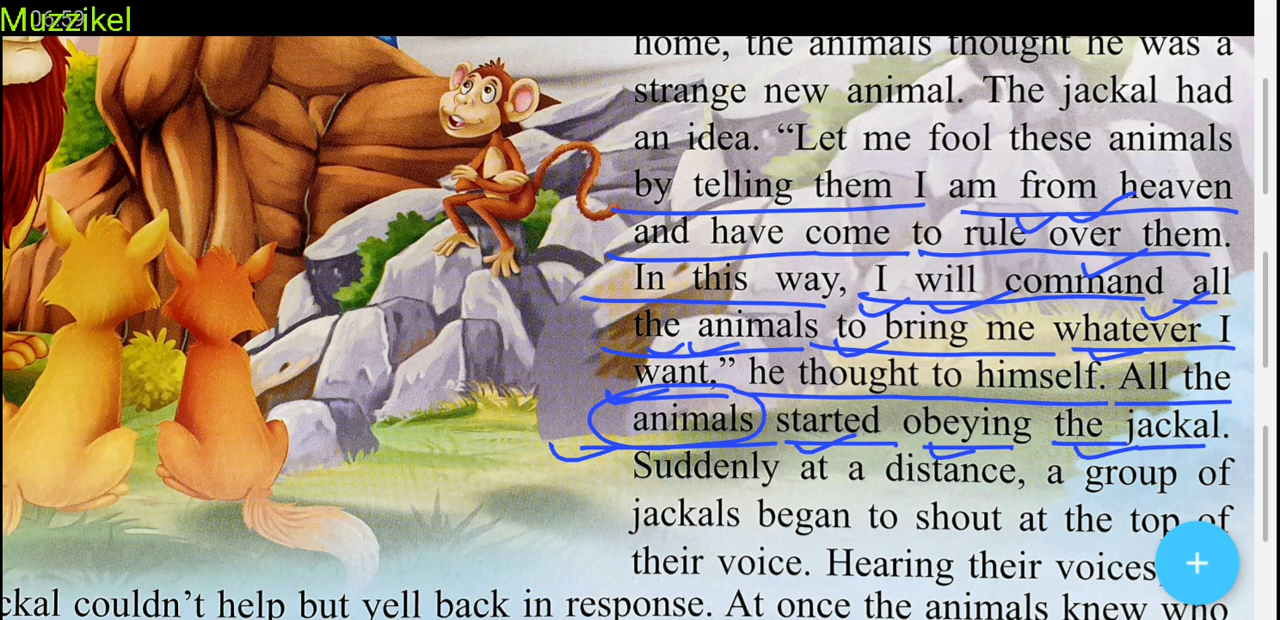 Muzzikel
06:59
home, the animals thought he was a
strange new animal. The jackal had
an idea. “Let me fool these animals
by telling them I am from heaven
and have come to rule over them.
In this way, I will command all
the animals to bring me whatever I
want,” he thought to himself. All the
animals started obeying the jackal.
Suddenly at a distance, a group of
jackals began to shout at the top of
their voice. Hearing their voices
ckal couldn’t help but yell back in response. At once the animals knew who